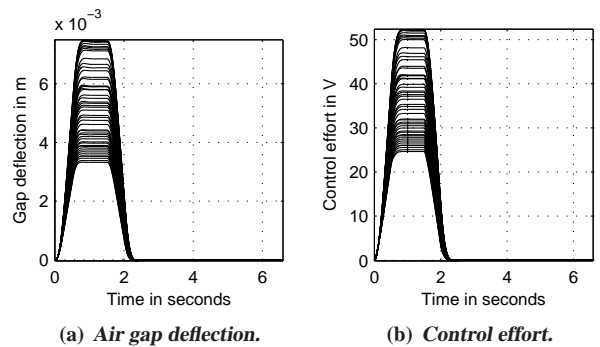 x 10⁻³
6
4
2
0
0 2 4 6
Gap deflection in m
Time in seconds
(a) Air gap deflection.
50
40
30
20
10
0
0 2 4 6
Control effort in V
Time in seconds
(b) Control effort.